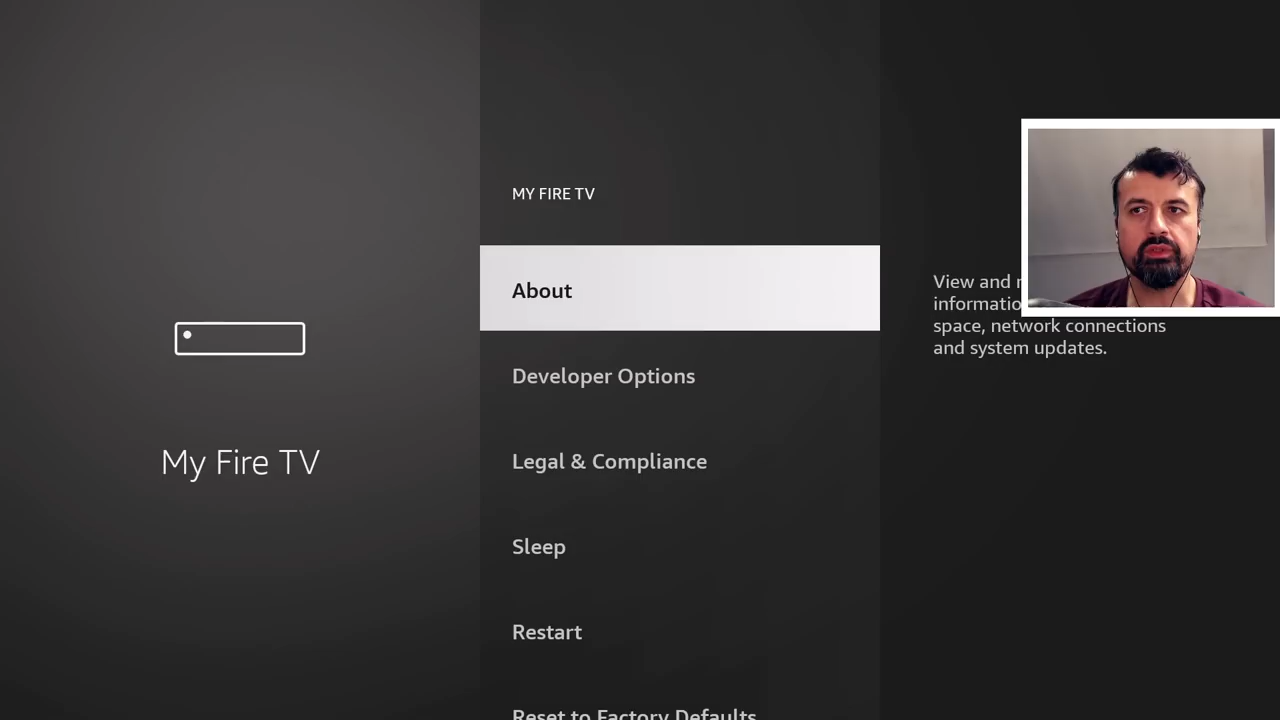 MY FIRE TV
About
View and
informatio
space, network connections
and system updates.
Developer Options
My Fire TV
Legal & Compliance
Sleep
Restart
Reset to Factory Defaults